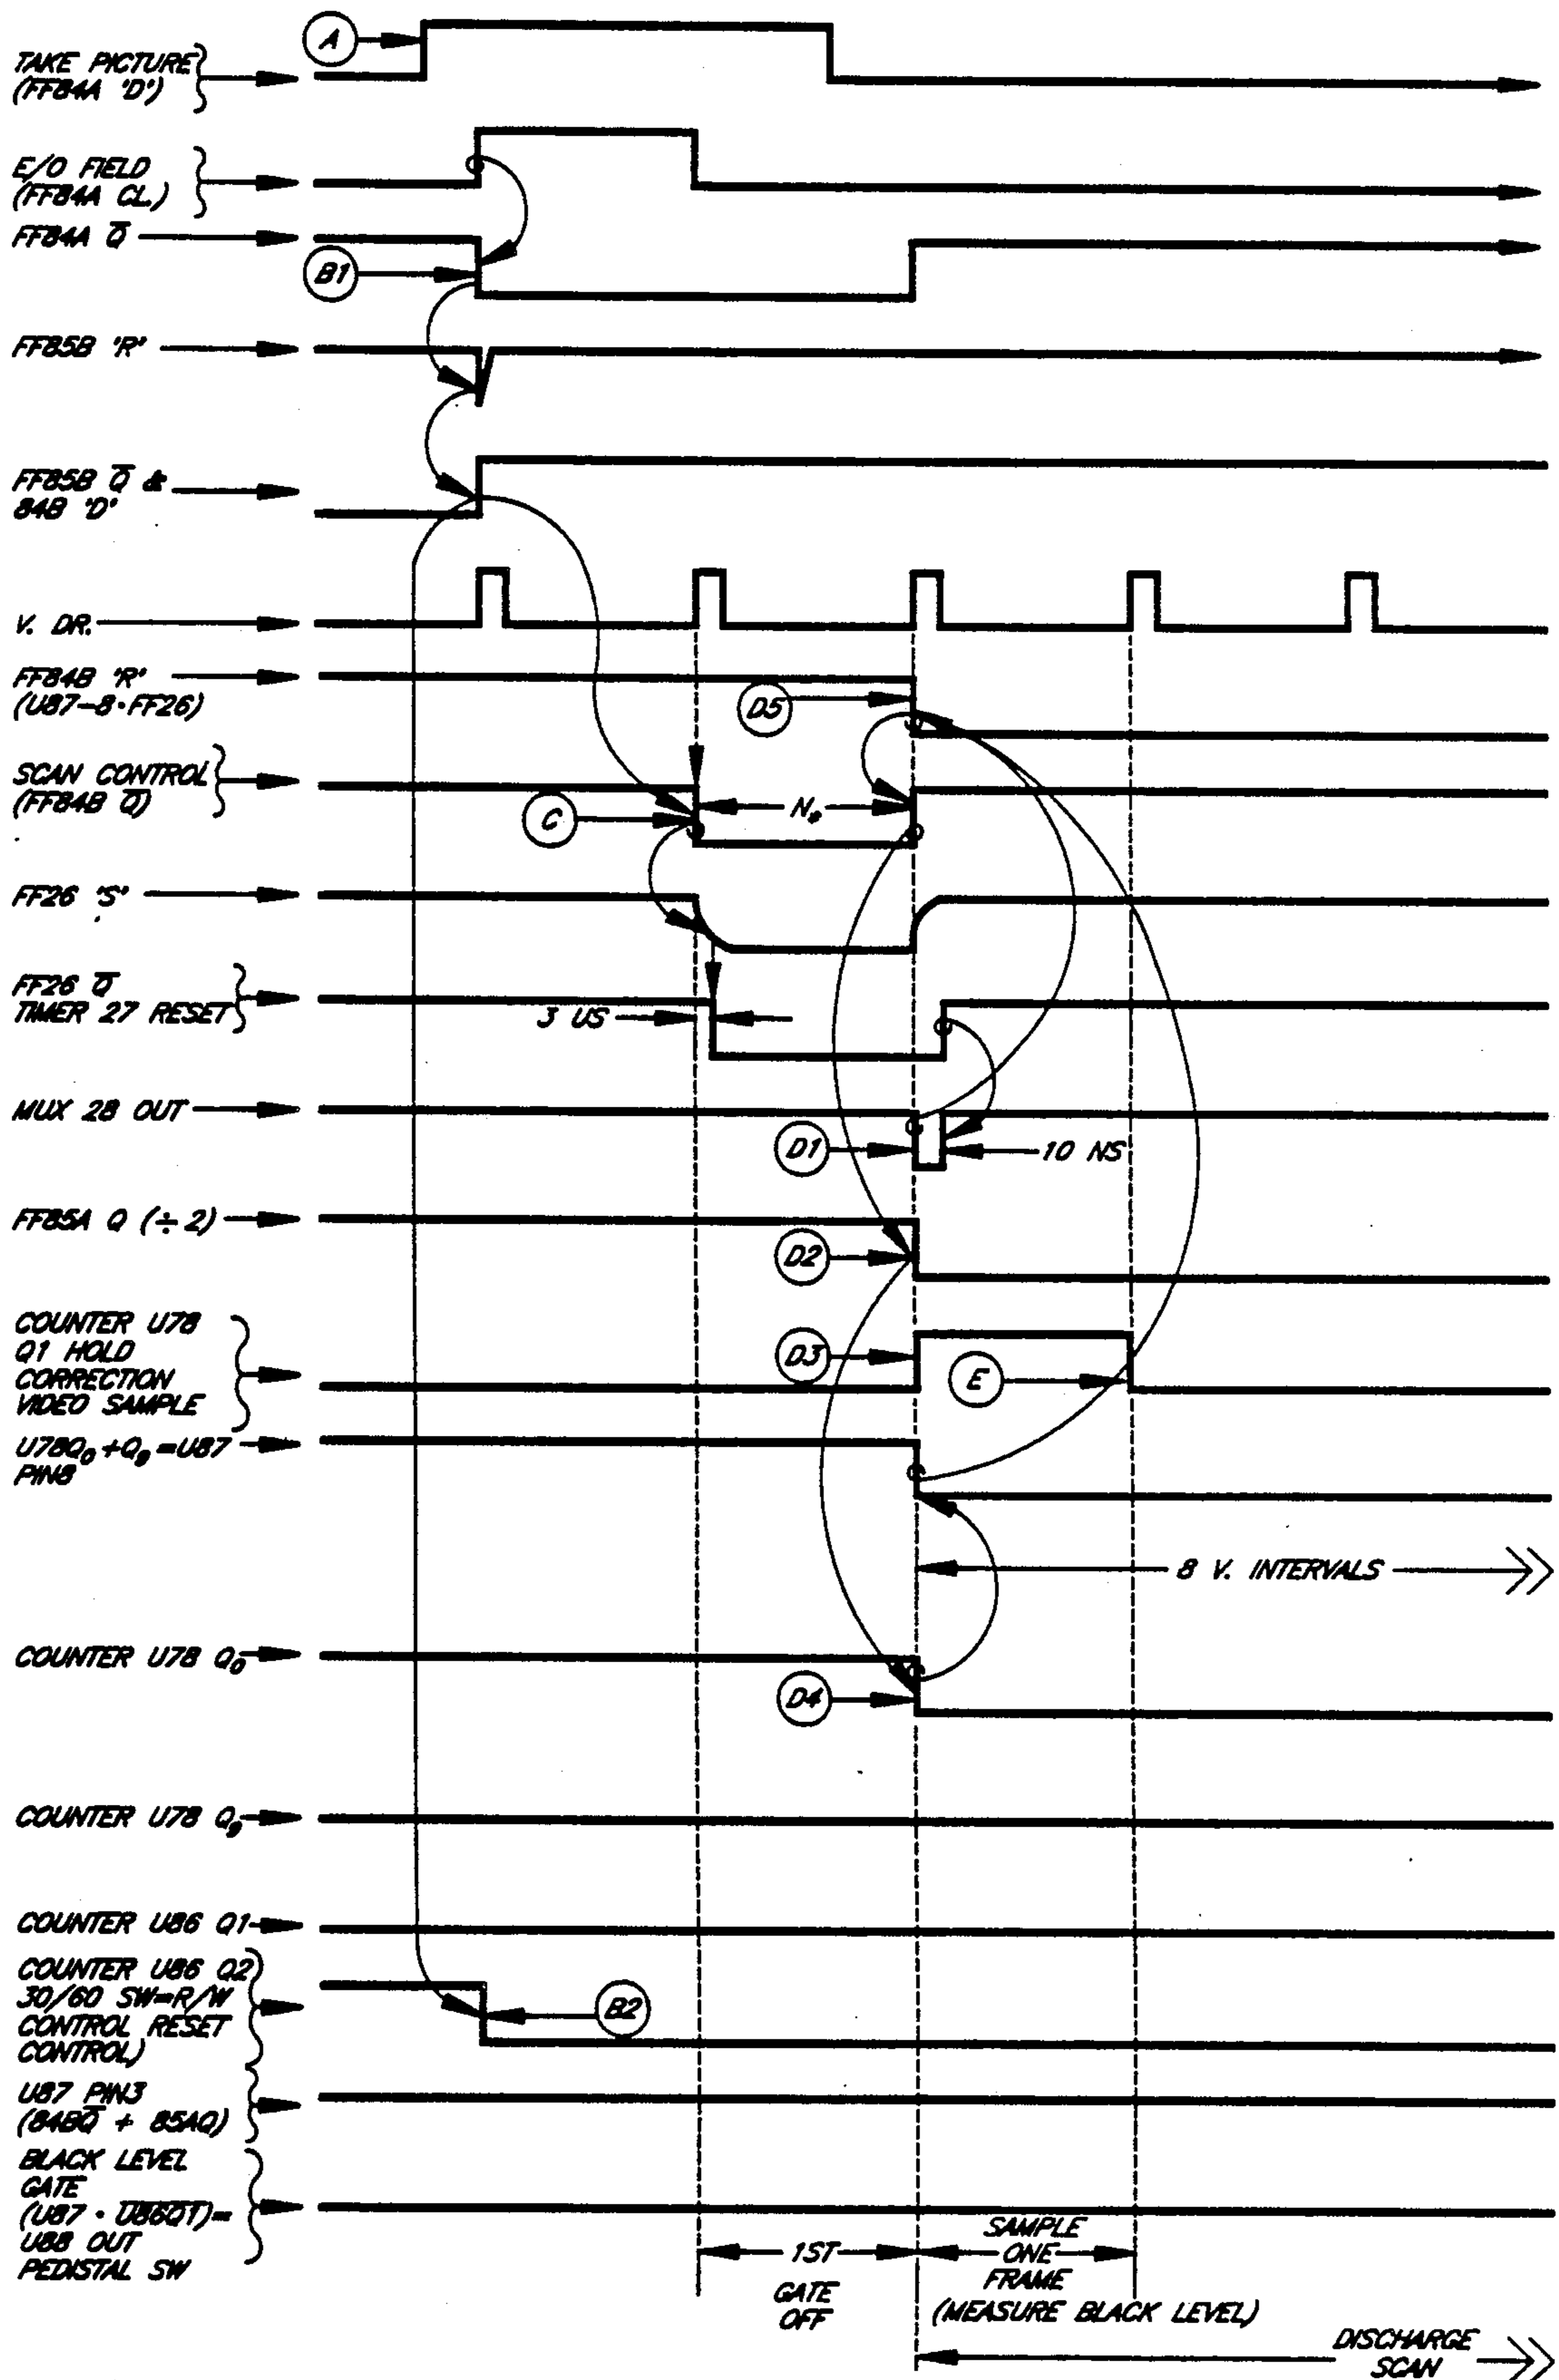 A
TAKE PICTURE
(FF84A 'D')
E/O FIELD
(FF84A CL.)
FF84A Q̅
B1
FF85B 'R'
FF85B Q̅ &
84B 'D'
V. DR.
FF84B 'R'
(U87-8·FF26)
D5
SCAN CONTROL
(FF84B Q̅)
C
N*
FF26 'S'
FF26 Q̅
TIMER 27 RESET
3 US
MUX 28 OUT
D1
10 NS
FF85A Q (÷2)
D2
COUNTER U78
Q1 HOLD
CORRECTION
VIDEO SAMPLE
D3
E
U78Q₀+Q₉=U87
PIN8
8 V. INTERVALS
COUNTER U78 Q₀
D4
COUNTER U78 Q₉
COUNTER U86 Q1
COUNTER U86 Q2
30/60 SW=R/W
CONTROL RESET
CONTROL)
B2
U87 PIN3
(84BQ̅ + 85AQ)
BLACK LEVEL
GATE
(U87 · U̅8̅6̅Q̅1̅)=
U88 OUT
PEDISTAL SW
1ST
GATE
OFF
SAMPLE
ONE
FRAME
(MEASURE BLACK LEVEL)
DISCHARGE
SCAN